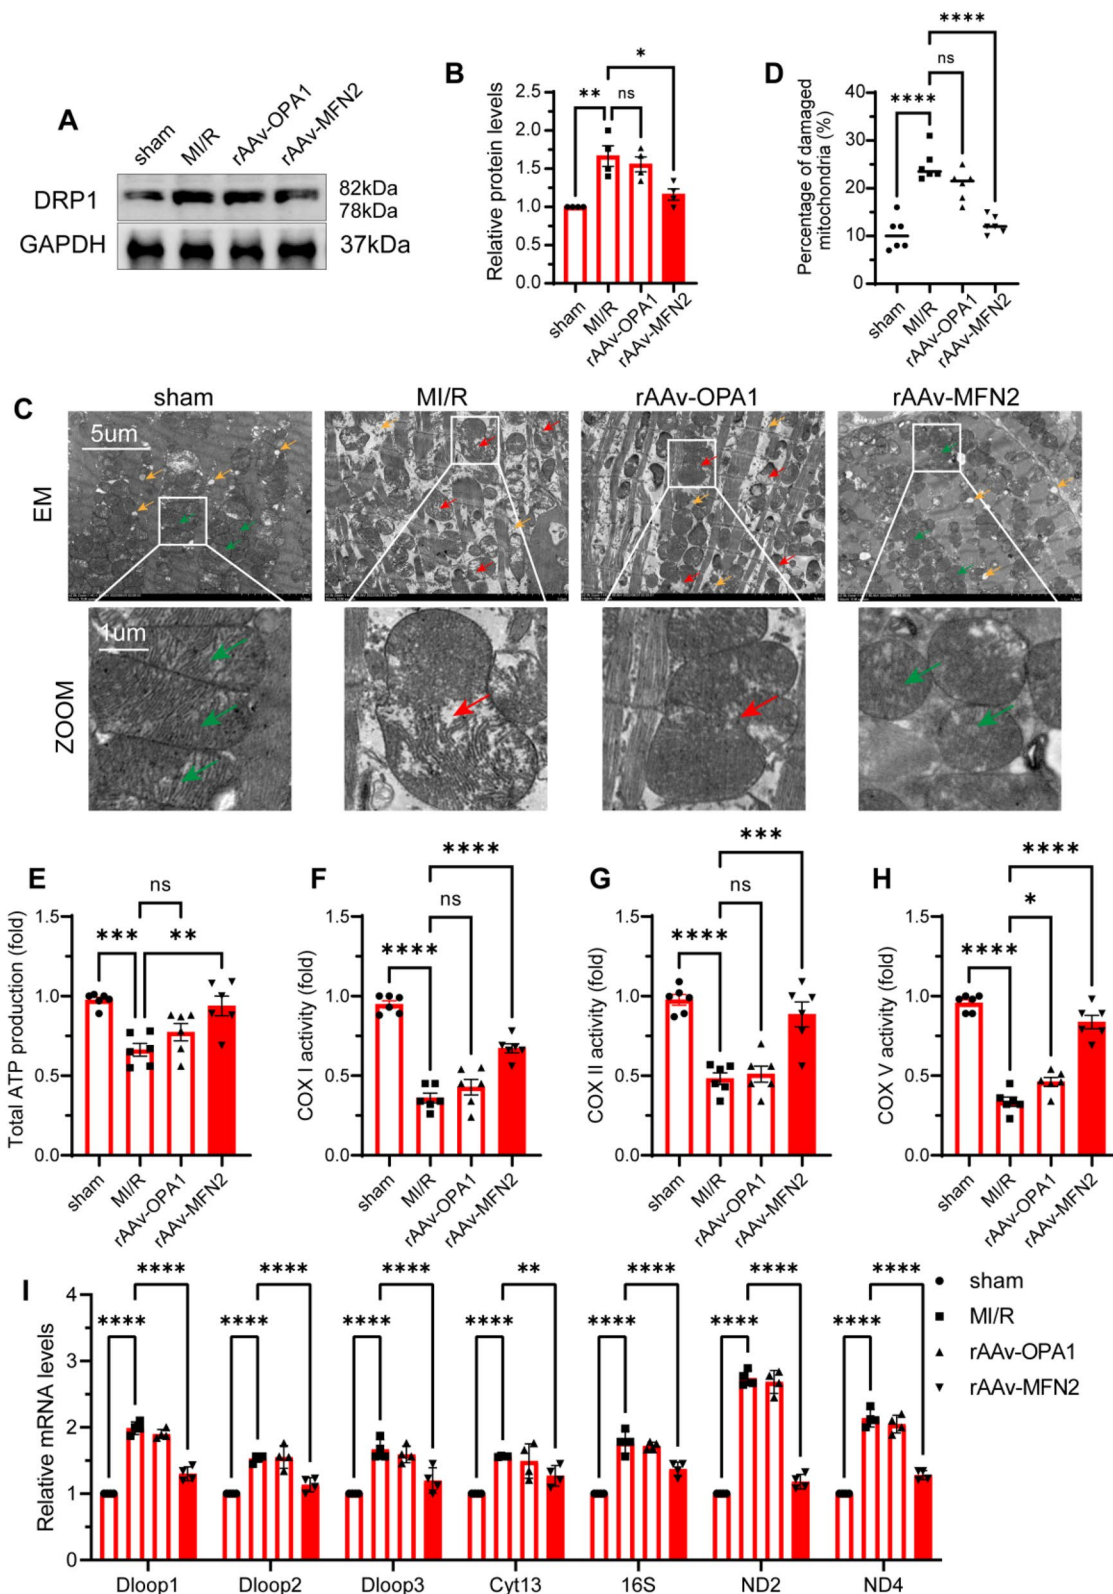 A
sham
MI/R
rAAv-OPA1
rAAv-MFN2
DRP1
82kDa
78kDa
GAPDH
37kDa
B
Relative protein levels
2.5
2.0
1.5
1.0
0.5
0.0
**
ns
*
sham
MI/R
rAAv-OPA1
rAAv-MFN2
D
Percentage of damaged
mitochondria (%)
40
30
20
10
0
****
ns
****
sham
MI/R
rAAv-OPA1
rAAv-MFN2
C
sham
MI/R
rAAv-OPA1
rAAv-MFN2
EM
5um
ZOOM
1um
E
Total ATP production (fold)
1.5
1.0
0.5
0.0
***
ns
**
sham
MI/R
rAAv-OPA1
rAAv-MFN2
F
COX I activity (fold)
1.5
1.0
0.5
0.0
****
ns
****
sham
MI/R
rAAv-OPA1
rAAv-MFN2
G
COX II activity (fold)
1.5
1.0
0.5
0.0
****
ns
***
sham
MI/R
rAAv-OPA1
rAAv-MFN2
H
COX V activity (fold)
1.5
1.0
0.5
0.0
****
*
****
sham
MI/R
rAAv-OPA1
rAAv-MFN2
I
Relative mRNA levels
4
3
2
1
0
**** **** **** ** **** **** ****
**** **** **** **** **** **** ****
Dloop1 Dloop2 Dloop3 Cyt13 16S ND2 ND4
sham
MI/R
rAAv-OPA1
rAAv-MFN2